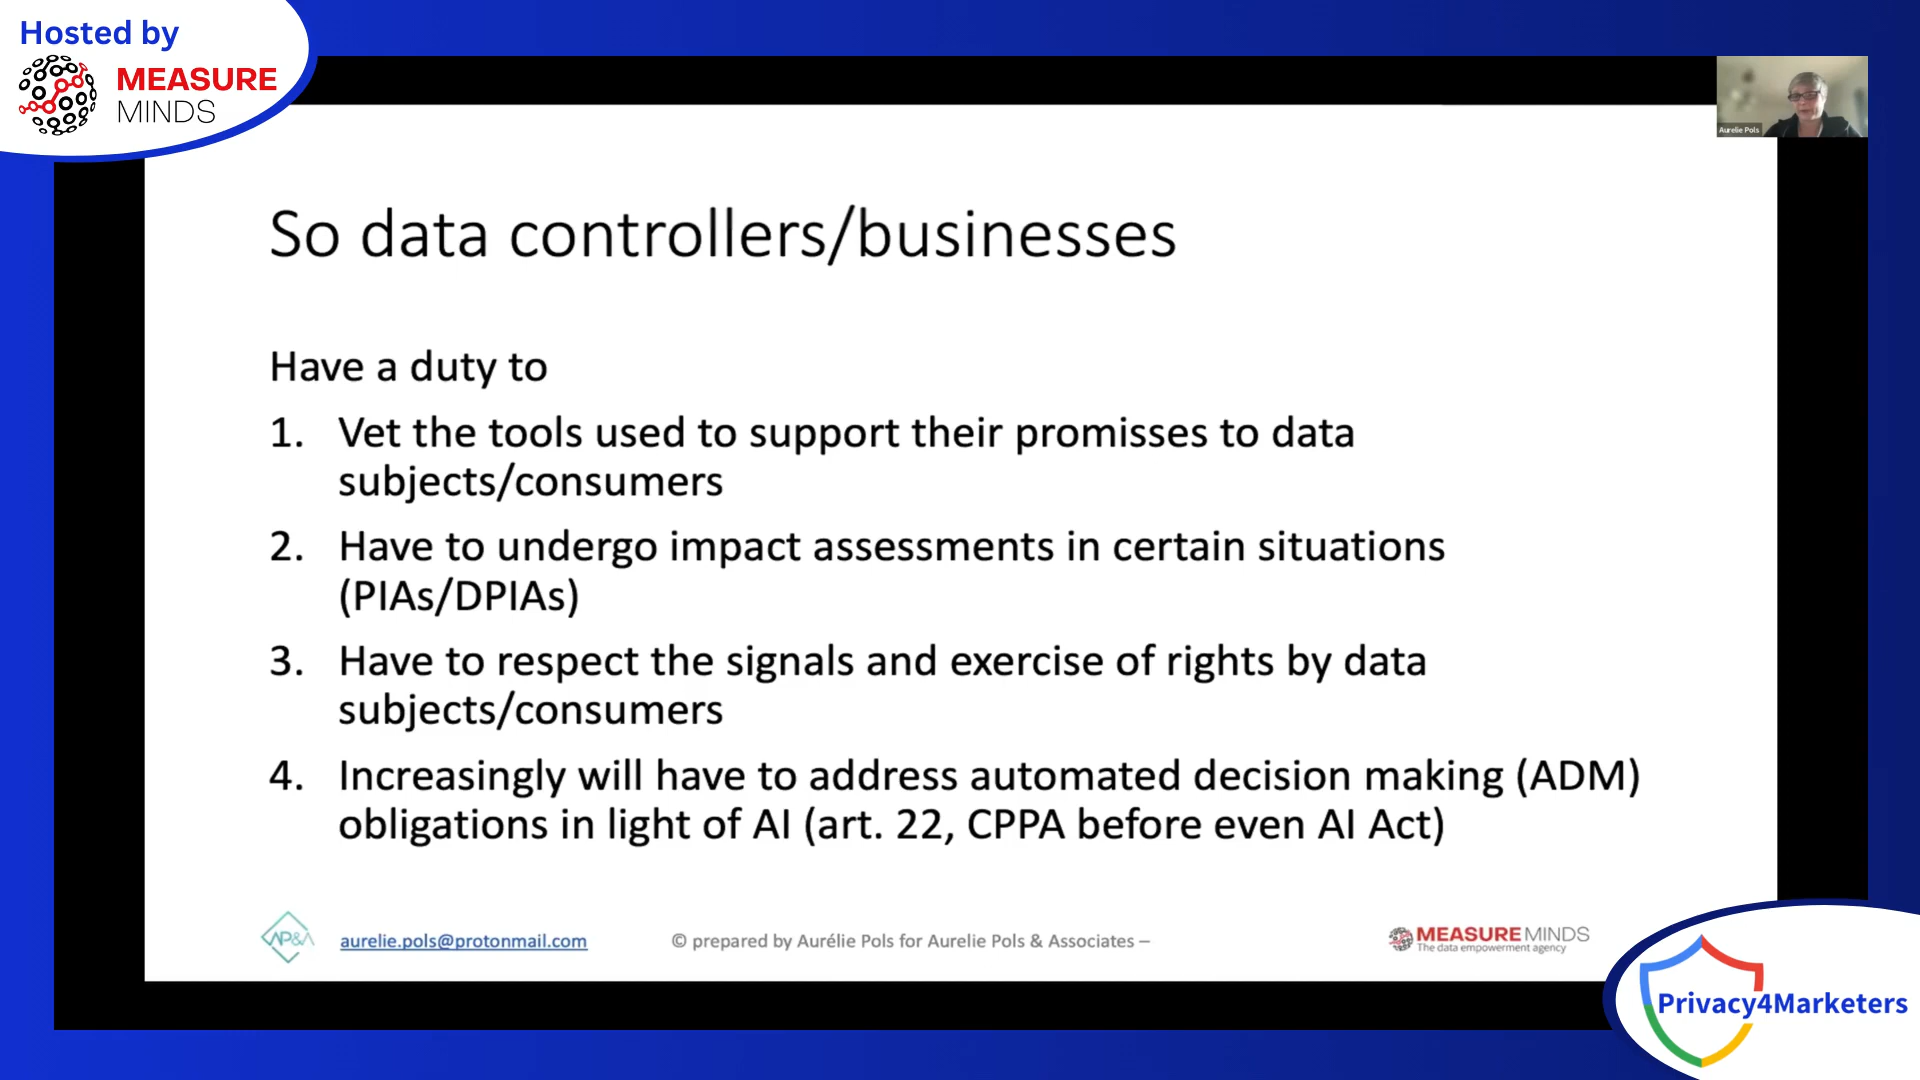 Hosted by
MEASURE
MINDS
Aurelie Pols
So data controllers/businesses
Have a duty to
1. Vet the tools used to support their promisses to data
subjects/consumers
2. Have to undergo impact assessments in certain situations
(PIAs/DPIAs)
3. Have to respect the signals and exercise of rights by data
subjects/consumers
4. Increasingly will have to address automated decision making (ADM)
obligations in light of AI (art. 22, CPPA before even AI Act)
AP&A
aurelie.pols@protonmail.com
© prepared by Aurélie Pols for Aurelie Pols & Associates –
MEASUREMINDS
The data empowerment agency
Privacy4Marketers